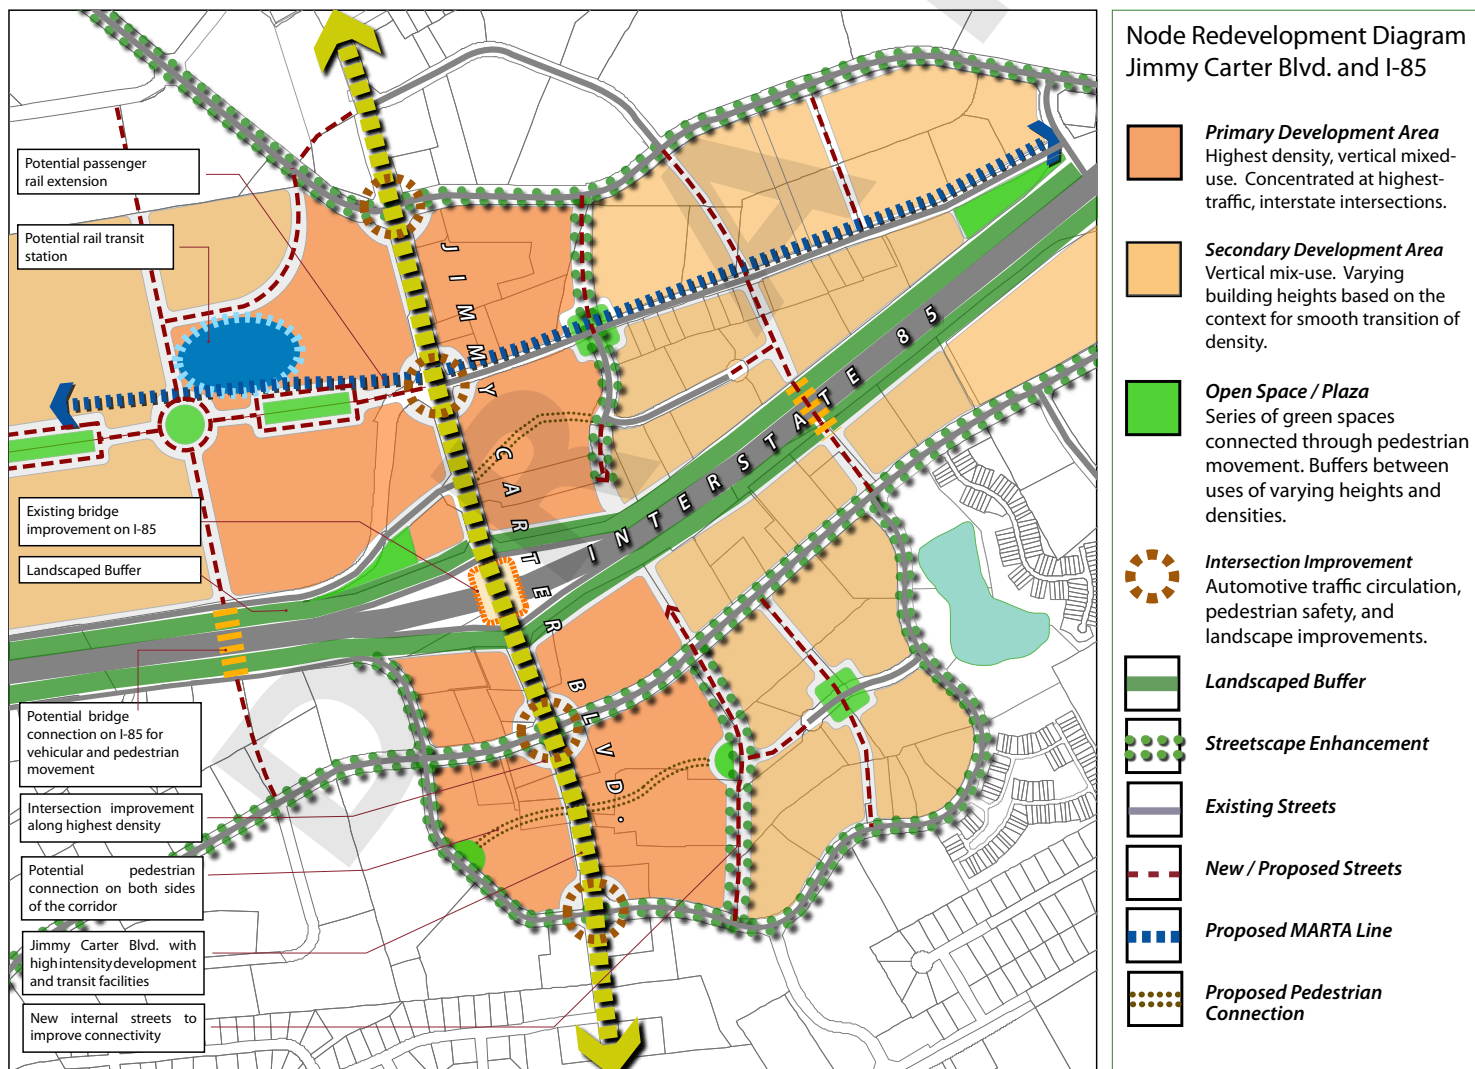 Node Redevelopment Diagram
Jimmy Carter Blvd. and I-85
Primary Development Area
Highest density, vertical mixed-
use. Concentrated at highest-
traffic, interstate intersections.
Secondary Development Area
Vertical mix-use. Varying
building heights based on the
context for smooth transition of
density.
Open Space / Plaza
Series of green spaces
connected through pedestrian
movement. Buffers between
uses of varying heights and
densities.
Intersection Improvement
Automotive traffic circulation,
pedestrian safety, and
landscape improvements.
Landscaped Buffer
Streetscape Enhancement
Existing Streets
New / Proposed Streets
Proposed MARTA Line
Proposed Pedestrian
Connection
Potential passenger
rail extension
Potential rail transit
station
Existing bridge
improvement on I-85
Landscaped Buffer
Potential bridge
connection on I-85 for
vehicular and pedestrian
movement
Intersection improvement
along highest density
Potential pedestrian
connection on both sides
of the corridor
Jimmy Carter Blvd. with
high intensity development
and transit facilities
New internal streets to
improve connectivity
JIMMY CARTER BLVD.
INTERSTATE 85
DRAFT